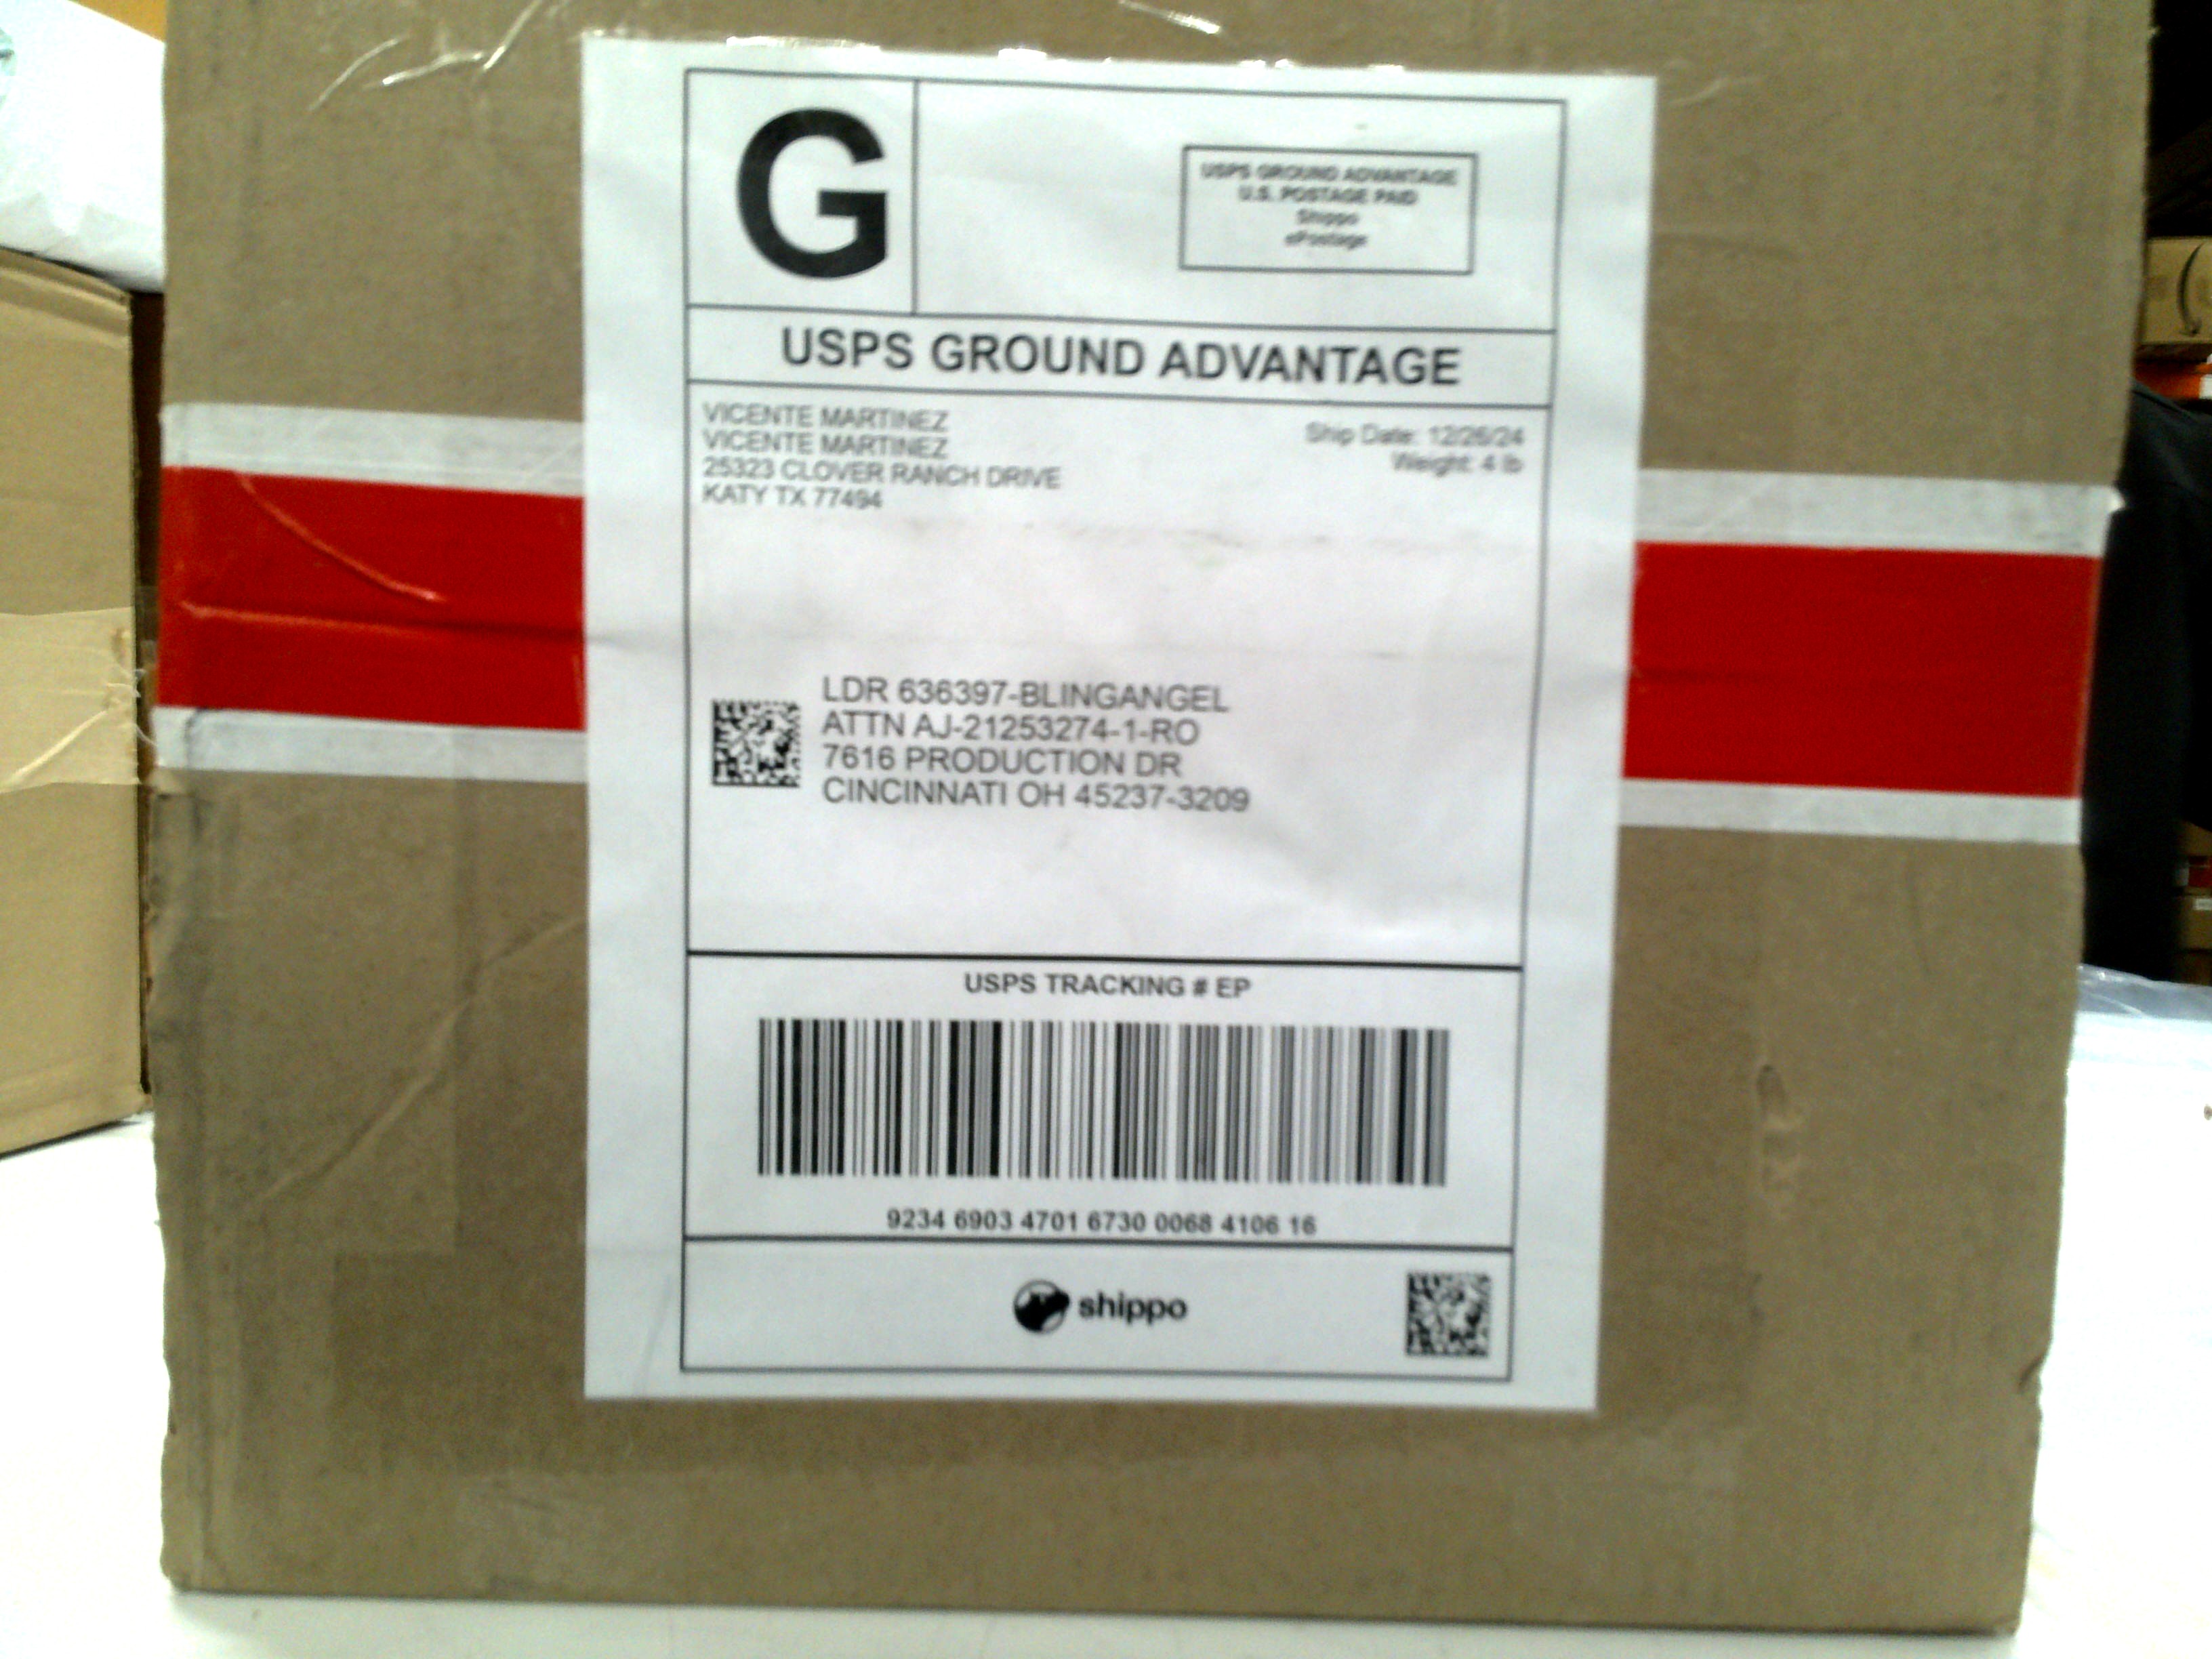 G
USPS GROUND ADVANTAGE
U.S. POSTAGE PAID
Shippo
ePostage
USPS GROUND ADVANTAGE
VICENTE MARTINEZ
VICENTE MARTINEZ
25323 CLOVER RANCH DRIVE
KATY TX 77494
Ship Date: 12/26/24
Weight: 4 lb
LDR 636397-BLINGANGEL
ATTN AJ-21253274-1-RO
7616 PRODUCTION DR
CINCINNATI OH 45237-3209
USPS TRACKING # EP
9234 6903 4701 6730 0068 4106 16
shippo